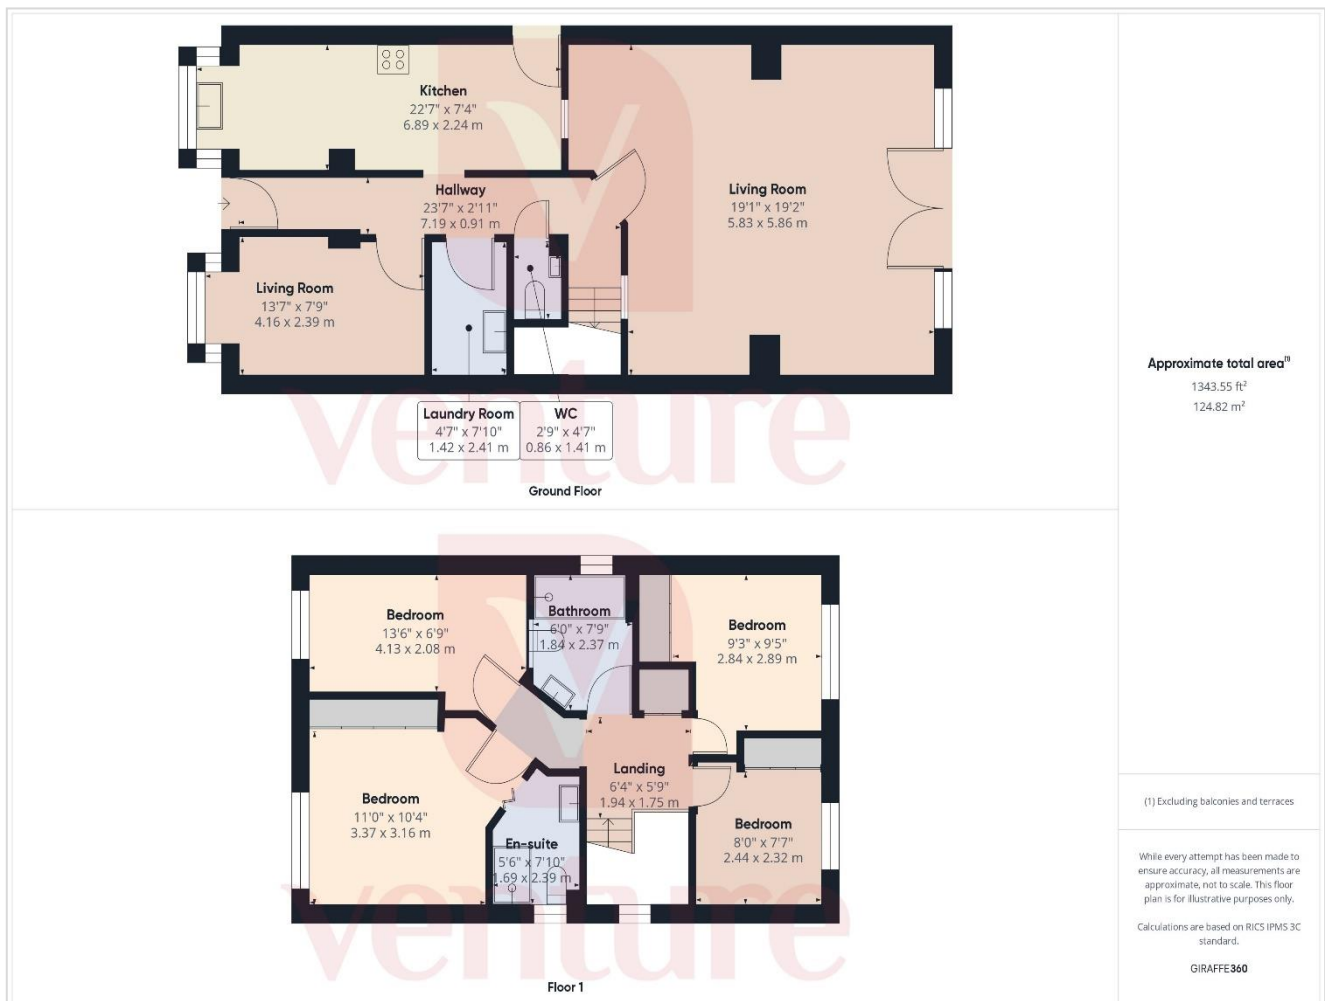 Kitchen
22'7" x 7'4"
6.89 x 2.24 m
Hallway
23'7" x 2'11"
7.19 x 0.91 m
Living Room
19'1" x 19'2"
5.83 x 5.86 m
Living Room
13'7" x 7'9"
4.16 x 2.39 m
Laundry Room
4'7" x 7'10"
1.42 x 2.41 m
WC
2'9" x 4'7"
0.86 x 1.41 m
venture
Ground Floor
Bedroom
13'6" x 6'9"
4.13 x 2.08 m
Bathroom
6'0" x 7'9"
1.84 x 2.37 m
Bedroom
9'3" x 9'5"
2.84 x 2.89 m
Landing
6'4" x 5'9"
1.94 x 1.75 m
Bedroom
11'0" x 10'4"
3.37 x 3.16 m
En-suite
5'6" x 7'10"
1.69 x 2.39 m
Bedroom
8'0" x 7'7"
2.44 x 2.32 m
venture
Floor 1
Approximate total area(1)
1343.55 ft²
124.82 m²
(1) Excluding balconies and terraces
While every attempt has been made to
ensure accuracy, all measurements are
approximate, not to scale. This floor
plan is for illustrative purposes only.
Calculations are based on RICS IPMS 3C
standard.
GIRAFFE360